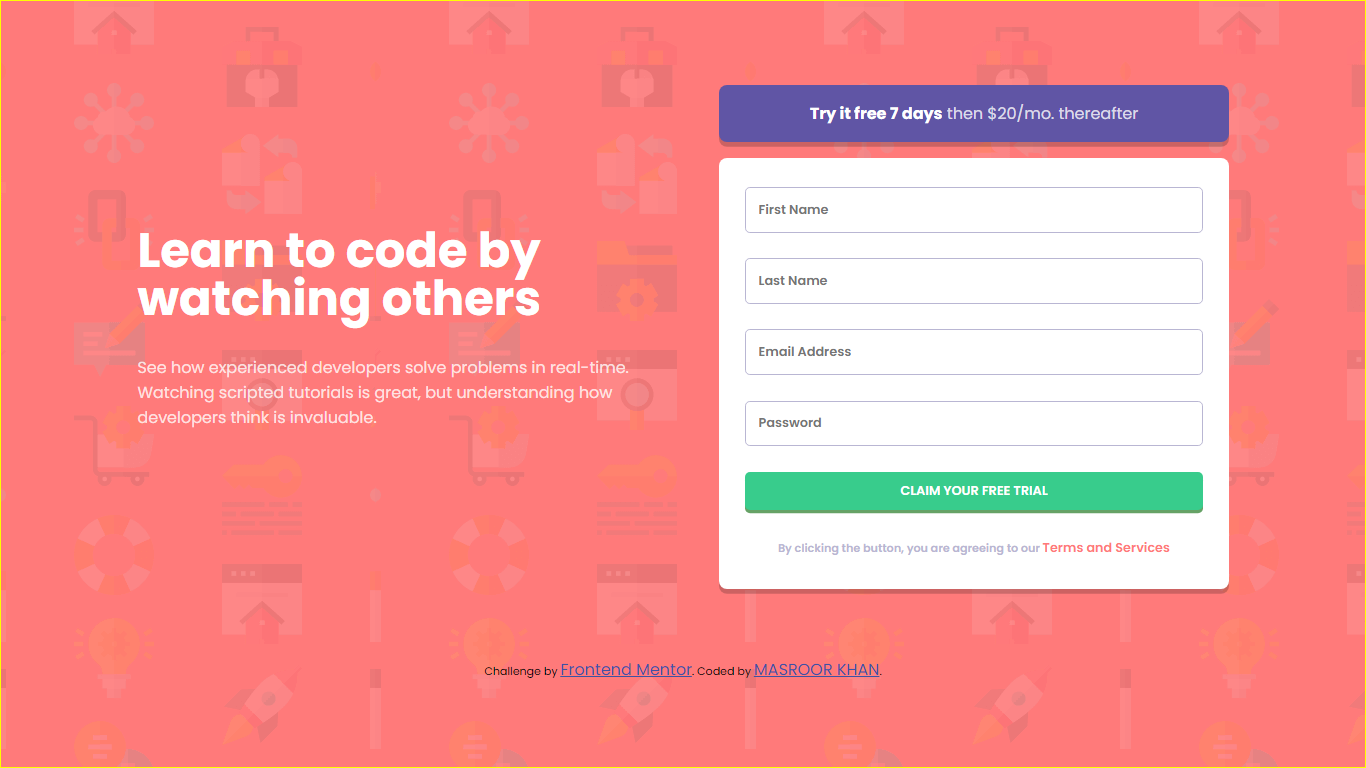 Learn to code by
watching others
See how experienced developers solve problems in real-time.
Watching scripted tutorials is great, but understanding how
developers think is invaluable.
Try it free 7 days then $20/mo. thereafter
First Name
Last Name
Email Address
Password
CLAIM YOUR FREE TRIAL
By clicking the button, you are agreeing to our Terms and Services
Challenge by Frontend Mentor. Coded by MASROOR KHAN.